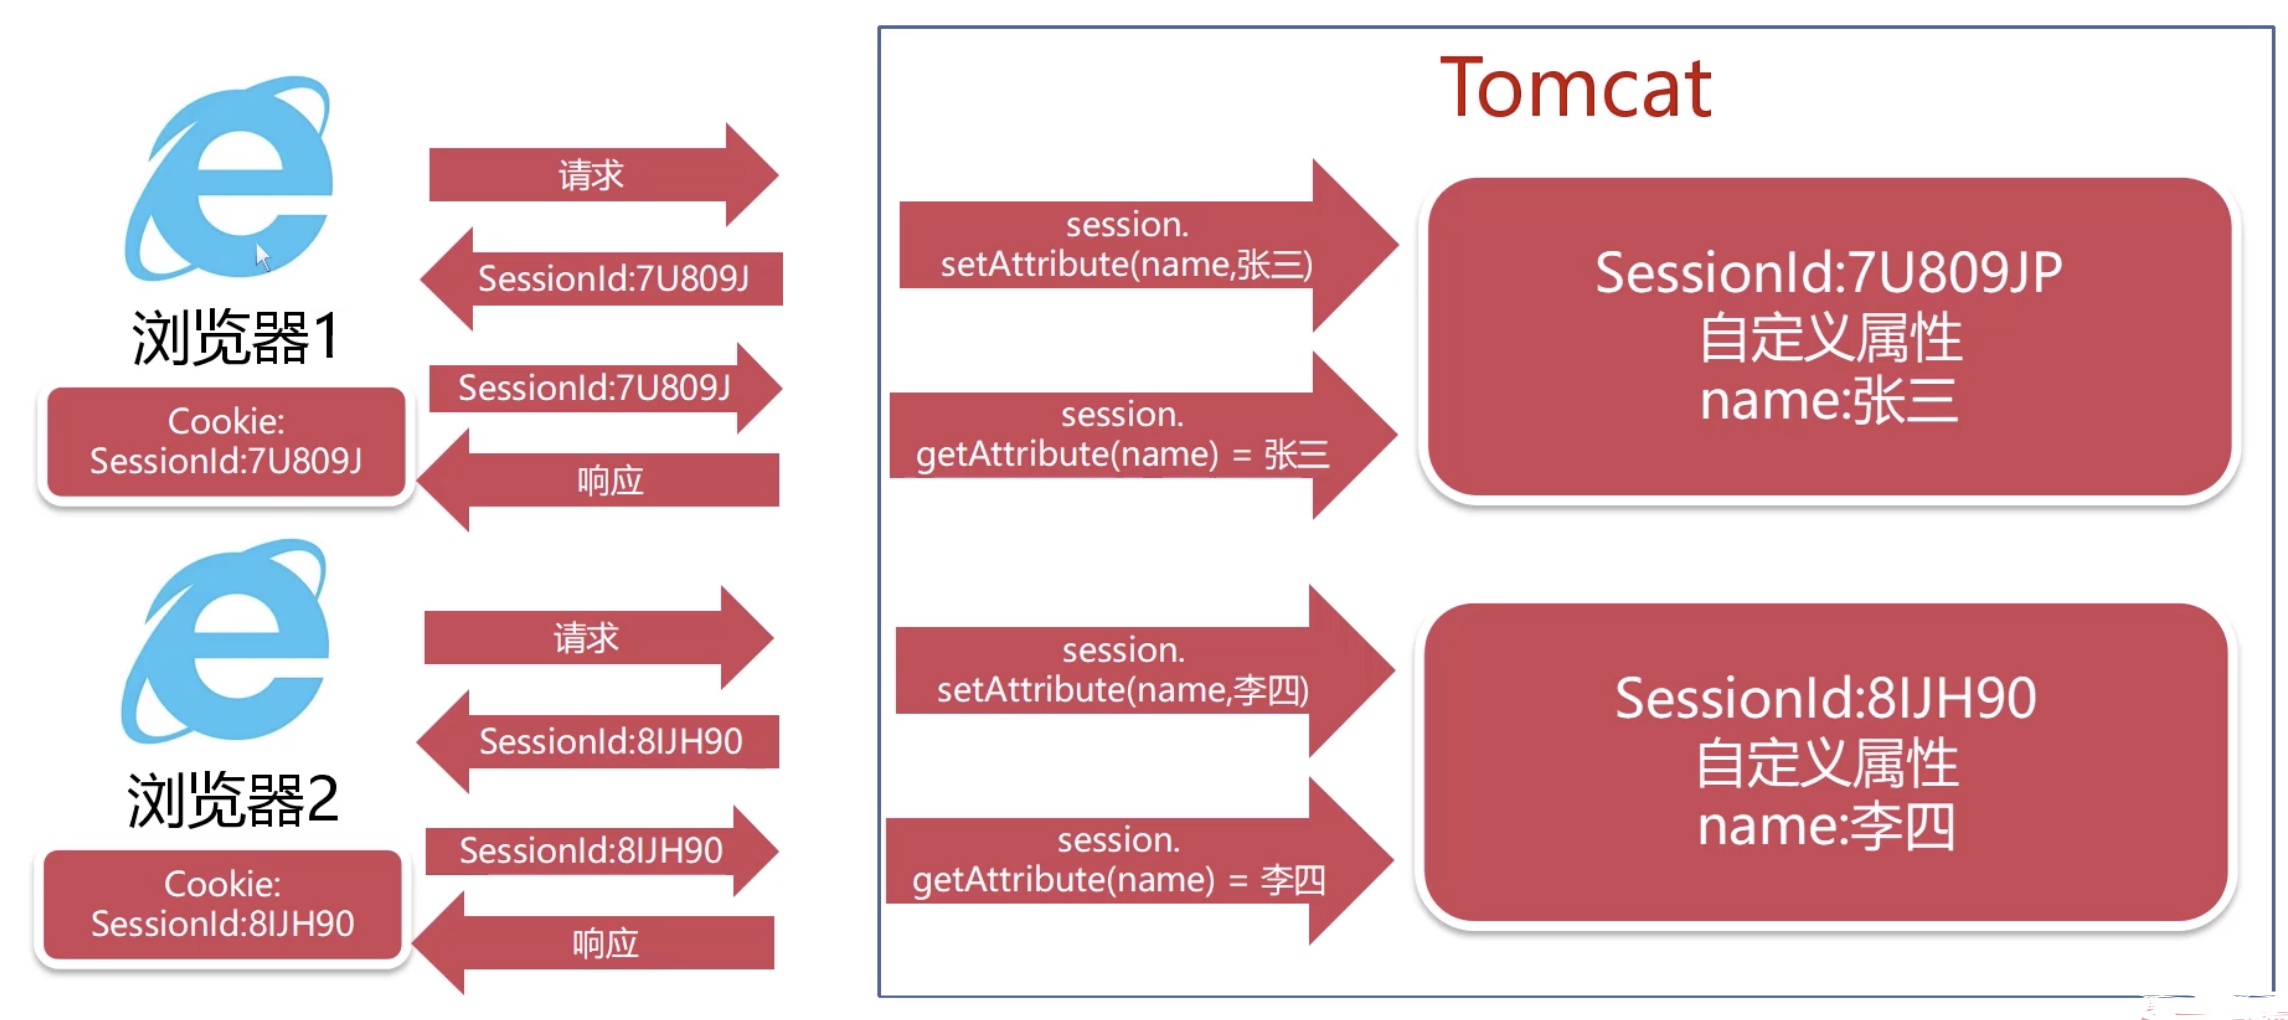 Tomcat
请求
SessionId:7U809J
SessionId:7U809J
响应
浏览器1
Cookie:
SessionId:7U809J
session.
setAttribute(name,张三)
session.
getAttribute(name) = 张三
SessionId:7U809JP
自定义属性
name:张三
请求
SessionId:8IJH90
SessionId:8IJH90
响应
浏览器2
Cookie:
SessionId:8IJH90
session.
setAttribute(name,李四)
session.
getAttribute(name) = 李四
SessionId:8IJH90
自定义属性
name:李四